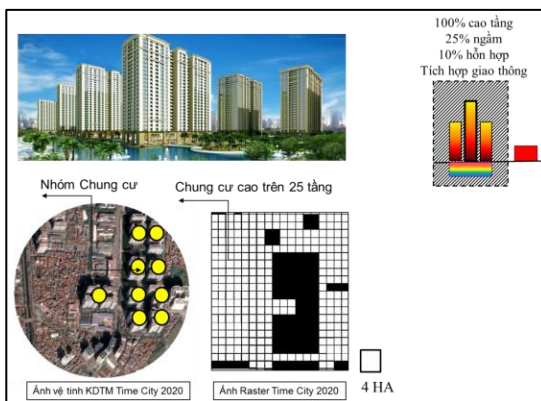 100% cao tầng
25% ngầm
10% hỗn hợp
Tích hợp giao thông
Nhóm Chung cư
Chung cư cao trên 25 tầng
4 HA
Ảnh vệ tinh KDTM Time City 2020
Ảnh Raster Time City 2020